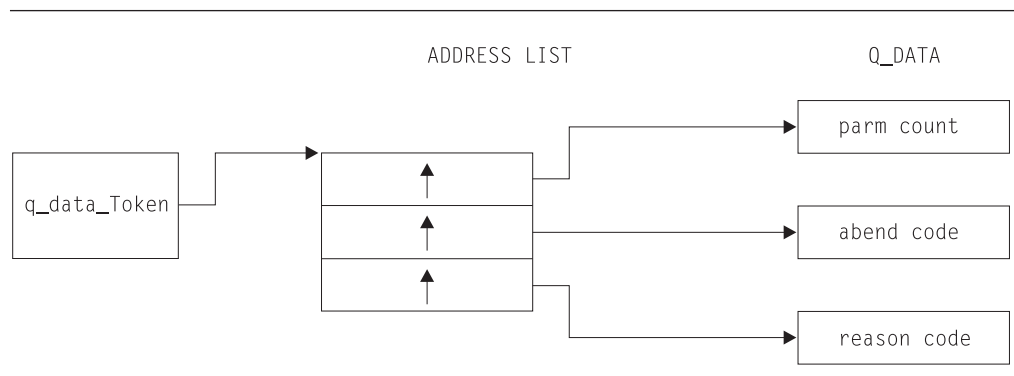 ADDRESS LIST Q_DATA
parm count
q_data_Token
abend code
reason code